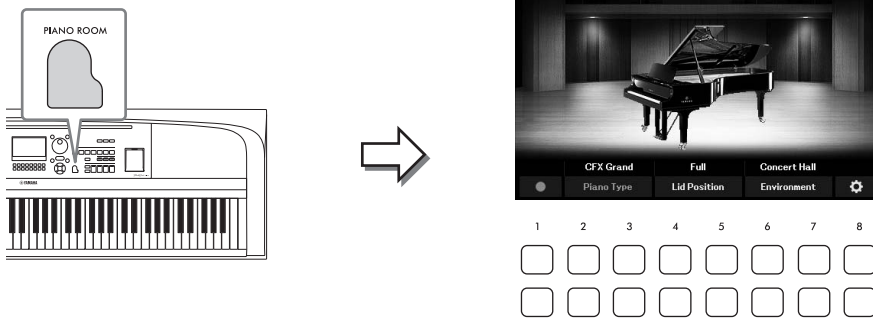 PIANO ROOM
YAMAHA
CFX Grand Full Concert Hall
Piano Type Lid Position Environment
1 2 3 4 5 6 7 8